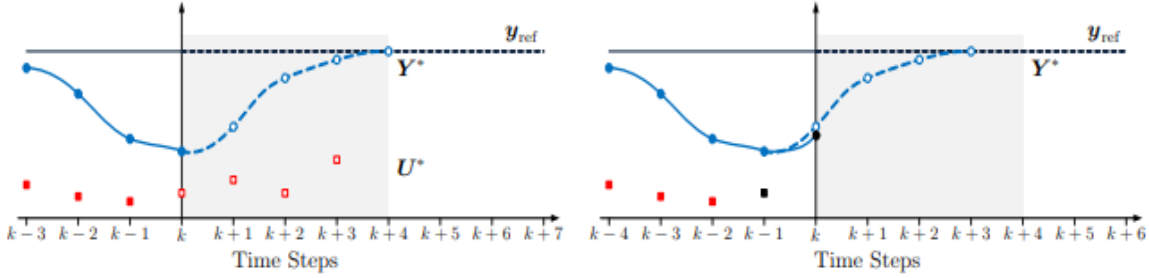 y_ref
Y*
U*
k − 3 k − 2 k − 1 k k + 1 k + 2 k + 3 k + 4 k + 5 k + 6 k + 7
Time Steps
y_ref
Y*
k − 4 k − 3 k − 2 k − 1 k k + 1 k + 2 k + 3 k + 4 k + 5 k + 6
Time Steps